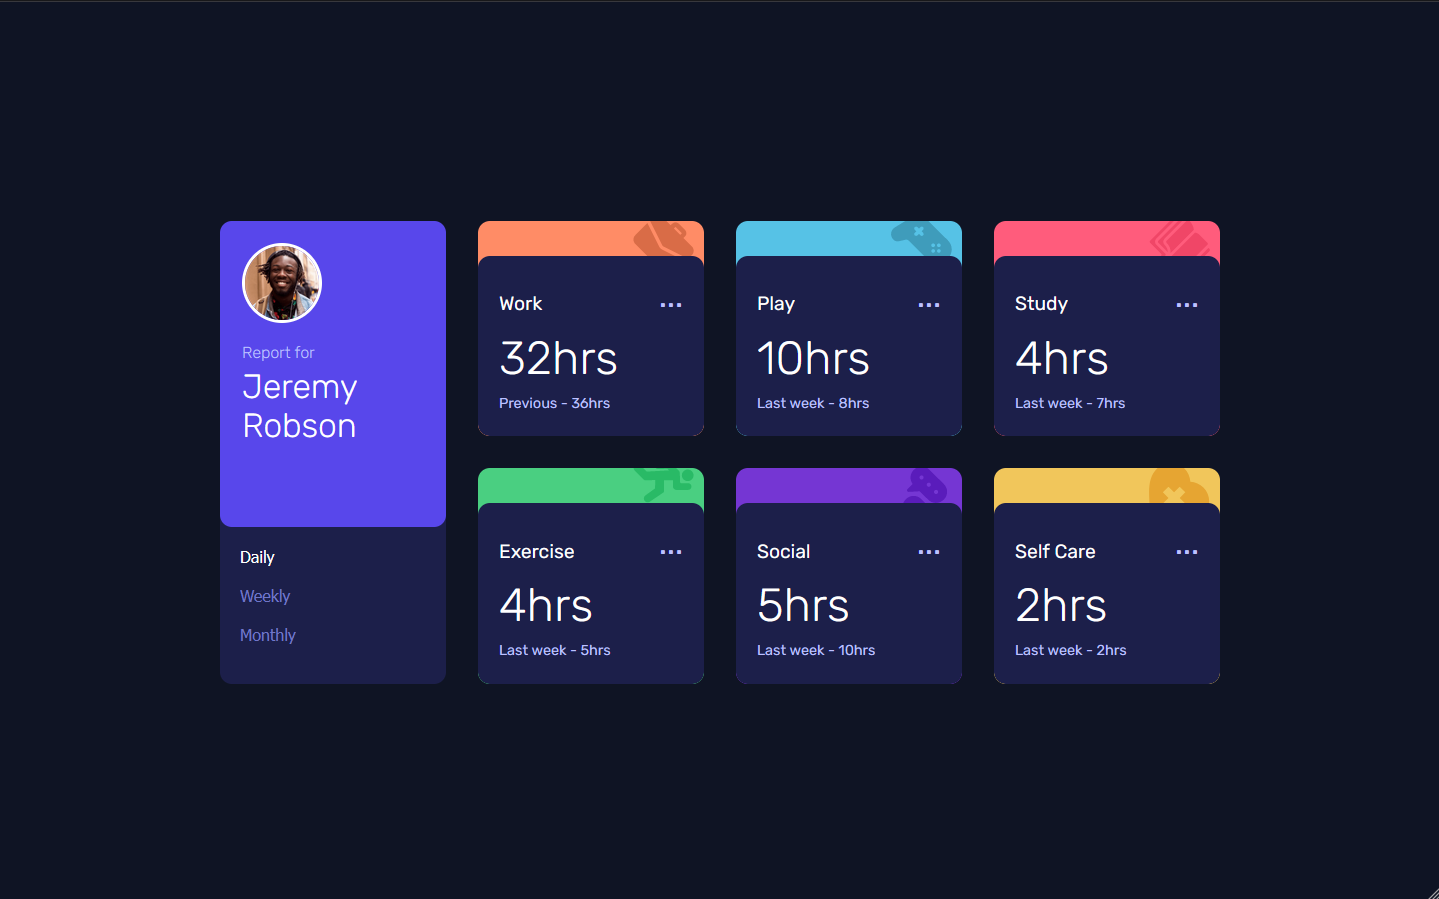 Report for
Jeremy
Robson
Daily
Weekly
Monthly
Work
32hrs
Previous - 36hrs
Play
10hrs
Last week - 8hrs
Study
4hrs
Last week - 7hrs
Exercise
4hrs
Last week - 5hrs
Social
5hrs
Last week - 10hrs
Self Care
2hrs
Last week - 2hrs